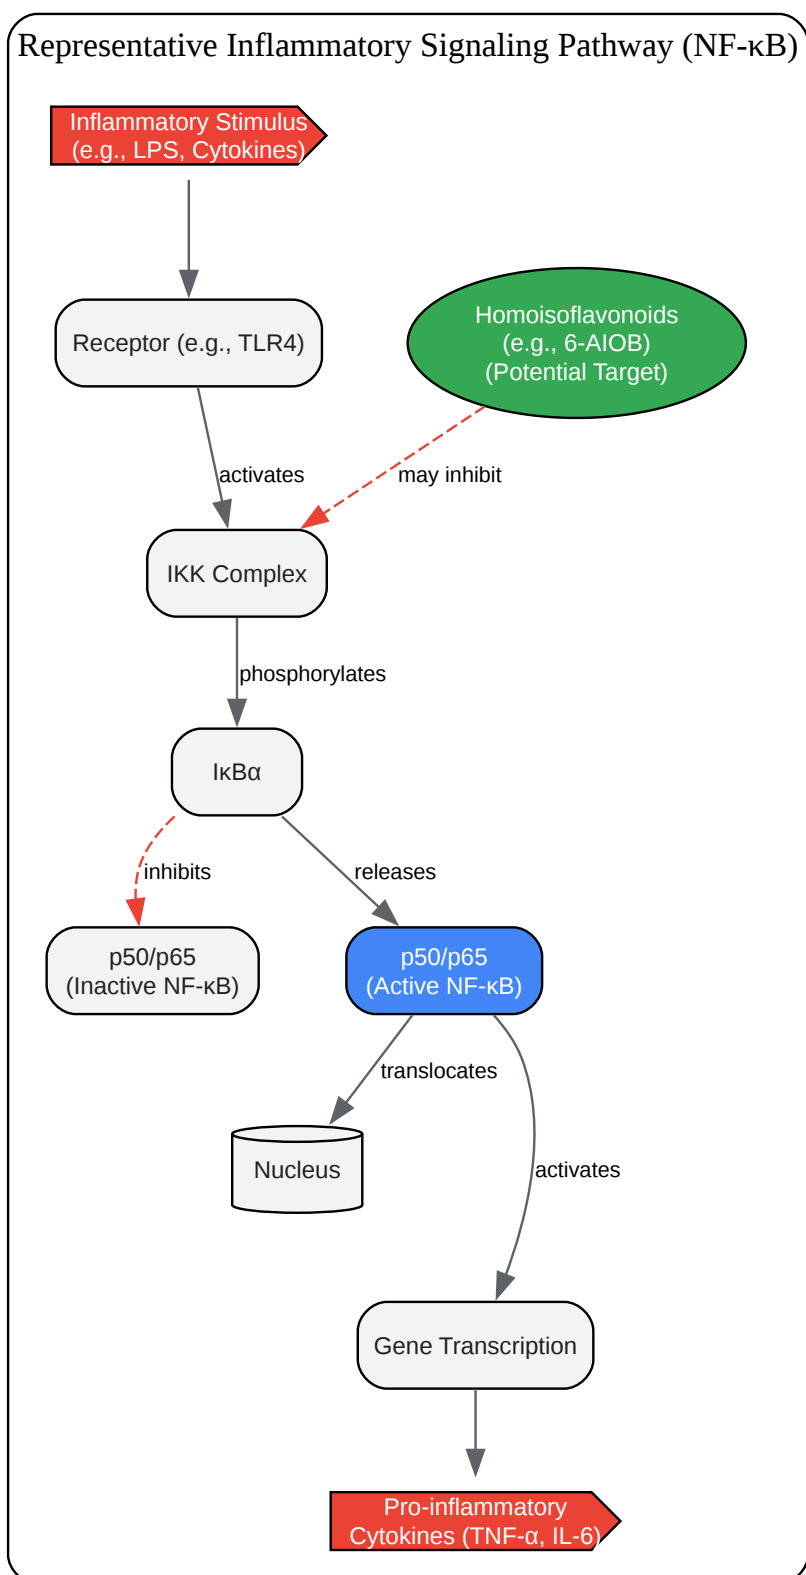 Representative Inflammatory Signaling Pathway (NF-κB)
Inflammatory Stimulus
(e.g., LPS, Cytokines)
Receptor (e.g., TLR4)
Homoisoflavonoids
(e.g., 6-AIOB)
(Potential Target)
activates
may inhibit
IKK Complex
phosphorylates
IκBα
inhibits
releases
p50/p65
(Inactive NF-κB)
p50/p65
(Active NF-κB)
translocates
Nucleus
activates
Gene Transcription
Pro-inflammatory
Cytokines (TNF-α, IL-6)